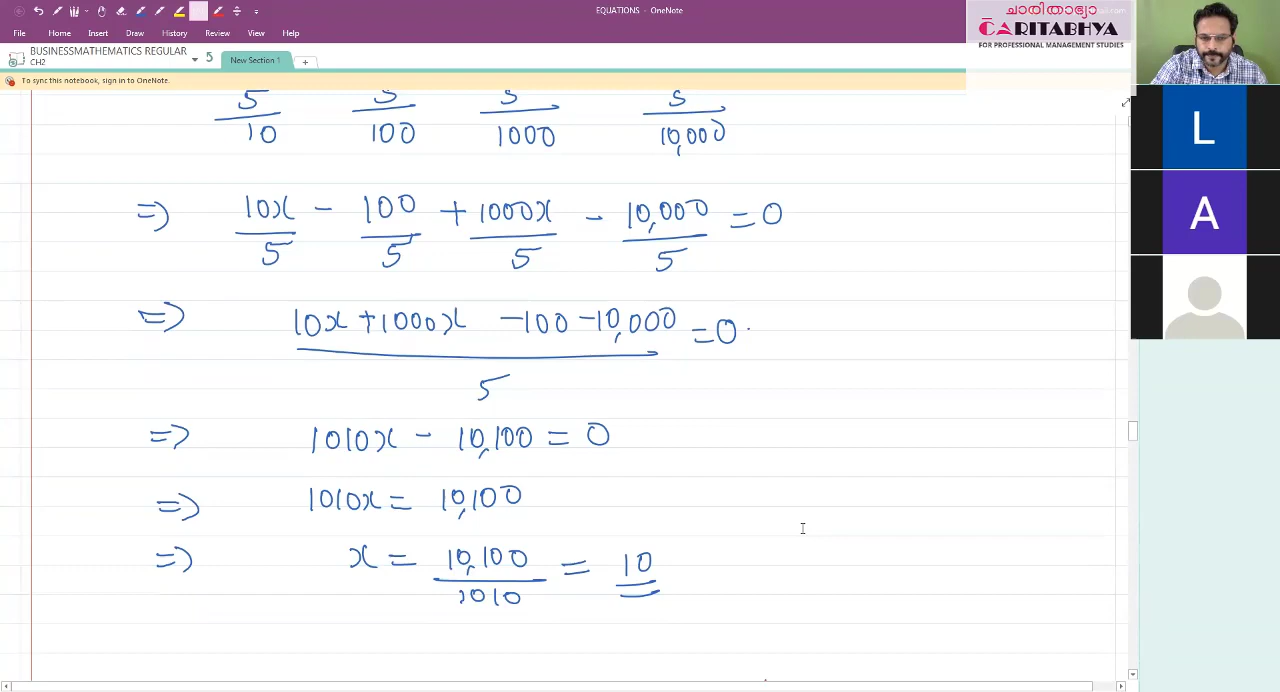 EQUATIONS - OneNote
ചാരിതാഭ്യാ
CARITABHYA
FOR PROFESSIONAL MANAGEMENT STUDIES
File Home Insert Draw History Review View Help
BUSINESSMATHEMATICS REGULAR
CH2
New Section 1
+
To sync this notebook, sign in to OneNote.
5/10 5/100 5/1000 5/10,000
=> 10x/5 - 100/5 + 1000x/5 - 10,000/5 = 0
=> (10x + 1000x - 100 - 10,000)/5 = 0
=> 1010x - 10,100 = 0
=> 1010x = 10,100
=> x = 10,100/1010 = 10
L
A